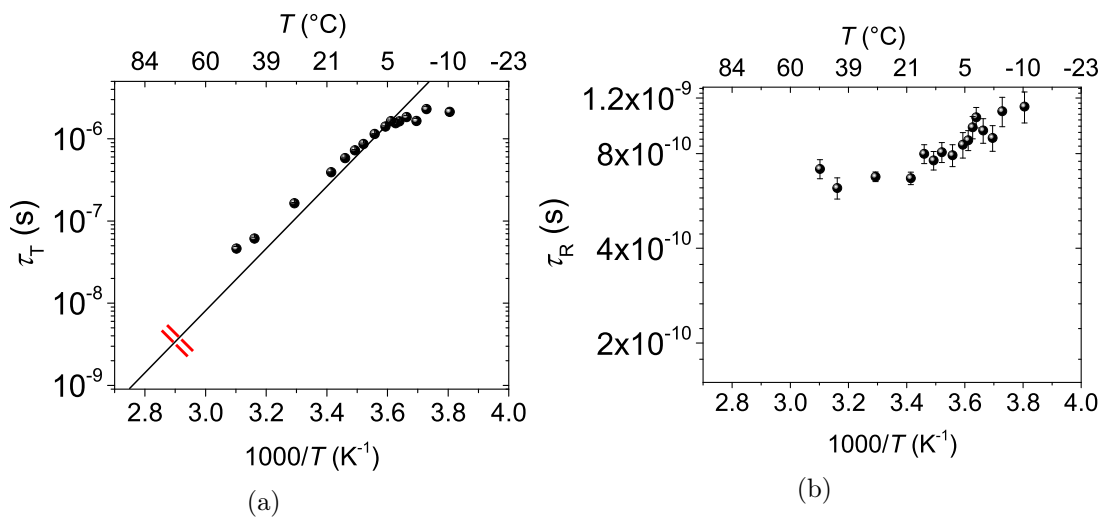 T (°C)
84 60 39 21 5 -10 -23
10⁻⁶
10⁻⁷
10⁻⁸
10⁻⁹
τ_T (s)
2.8 3.0 3.2 3.4 3.6 3.8 4.0
1000/T (K⁻¹)
(a)
T (°C)
84 60 39 21 5 -10 -23
1.2x10⁻⁹
8x10⁻¹⁰
4x10⁻¹⁰
2x10⁻¹⁰
τ_R (s)
2.8 3.0 3.2 3.4 3.6 3.8 4.0
1000/T (K⁻¹)
(b)